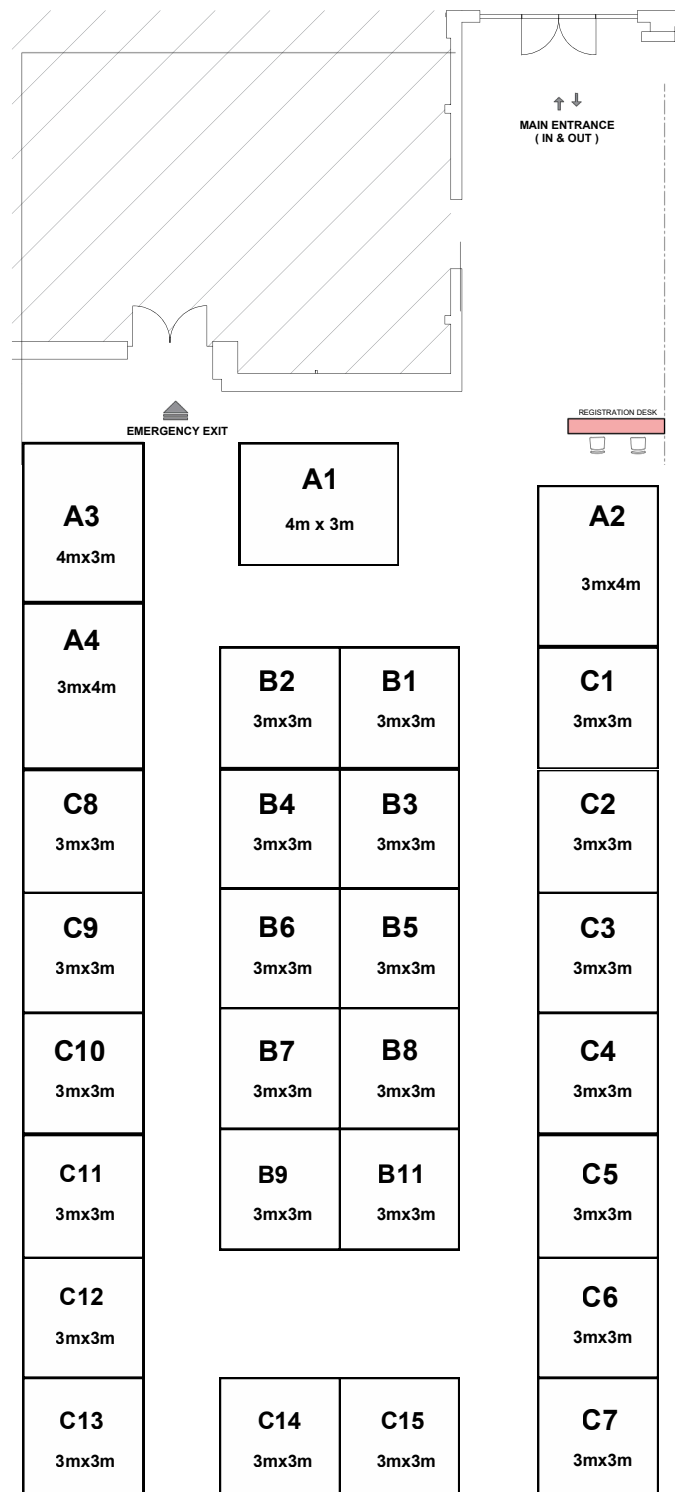 MAIN ENTRANCE
( IN & OUT )
REGISTRATION DESK
EMERGENCY EXIT
A3
4mx3m
A1
4m x 3m
A2
3mx4m
A4
3mx4m
B2
3mx3m
B1
3mx3m
C1
3mx3m
C8
3mx3m
B4
3mx3m
B3
3mx3m
C2
3mx3m
C9
3mx3m
B6
3mx3m
B5
3mx3m
C3
3mx3m
C10
3mx3m
B7
3mx3m
B8
3mx3m
C4
3mx3m
C11
3mx3m
B9
3mx3m
B11
3mx3m
C5
3mx3m
C12
3mx3m
C6
3mx3m
C13
3mx3m
C14
3mx3m
C15
3mx3m
C7
3mx3m